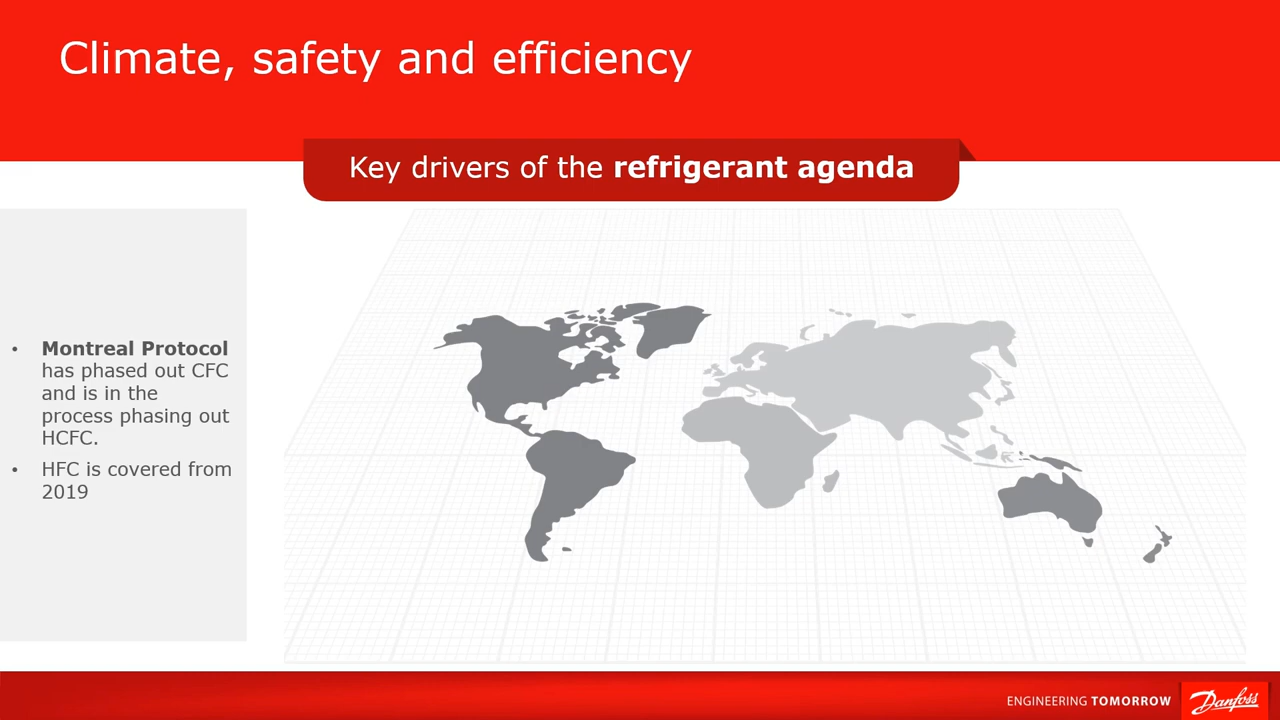 Climate, safety and efficiency
Key drivers of the refrigerant agenda
• Montreal Protocol
has phased out CFC
and is in the
process phasing out
HCFC.
• HFC is covered from
2019
ENGINEERING TOMORROW
Danfoss